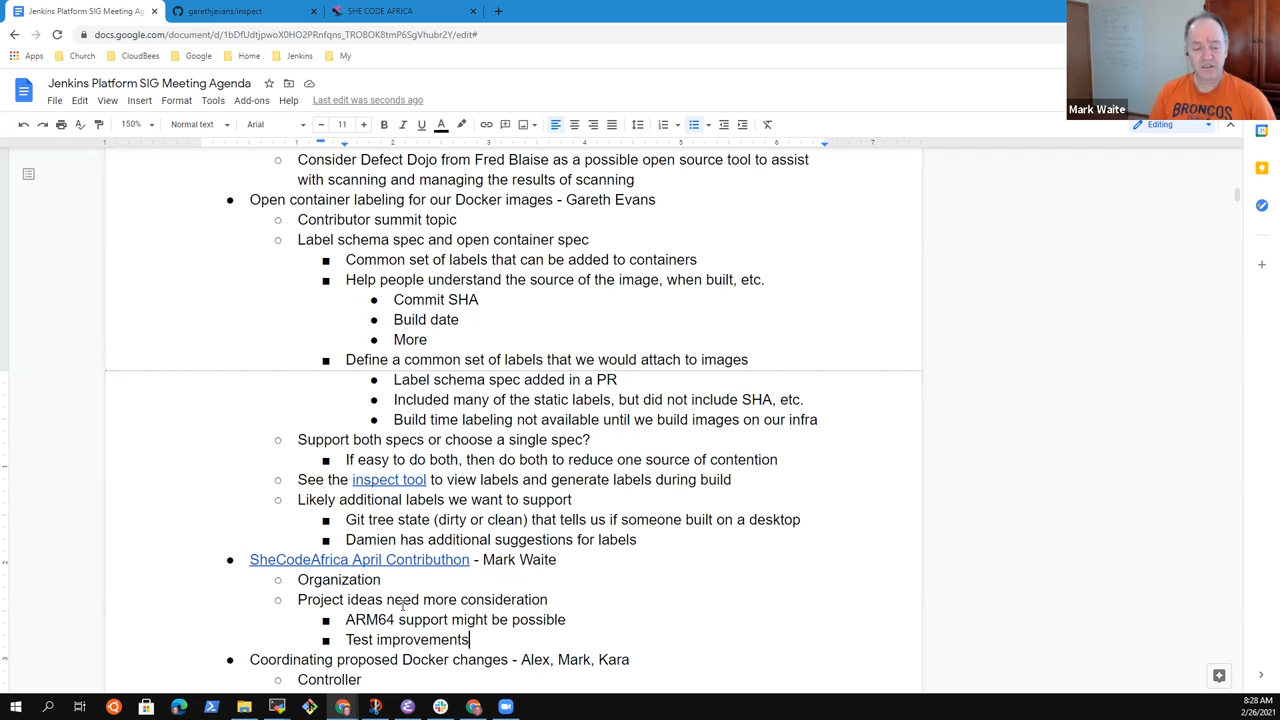 Jenkins Platform SIG Meeting Ag
garethjevans/inspect
SHE CODE AFRICA
docs.google.com/document/d/1bDfUdtjpwoX0HO2PRnfqns_TROBOK8tmP6SgVhubr2Y/edit#
Apps
Church
CloudBees
Google
Home
Jenkins
My
Jenkins Platform SIG Meeting Agenda
File Edit View Insert Format Tools Add-ons Help Last edit was seconds ago
150% Normal text Arial 11
Editing
BRONCOS
Mark Waite
1 1 2 3 4 5 6 7
Consider Defect Dojo from Fred Blaise as a possible open source tool to assist
with scanning and managing the results of scanning
Open container labeling for our Docker images - Gareth Evans
Contributor summit topic
Label schema spec and open container spec
Common set of labels that can be added to containers
Help people understand the source of the image, when built, etc.
Commit SHA
Build date
More
Define a common set of labels that we would attach to images
Label schema spec added in a PR
Included many of the static labels, but did not include SHA, etc.
Build time labeling not available until we build images on our infra
Support both specs or choose a single spec?
If easy to do both, then do both to reduce one source of contention
See the inspect tool to view labels and generate labels during build
Likely additional labels we want to support
Git tree state (dirty or clean) that tells us if someone built on a desktop
Damien has additional suggestions for labels
SheCodeAfrica April Contributhon - Mark Waite
Organization
Project ideas need more consideration
ARM64 support might be possible
Test improvements
Coordinating proposed Docker changes - Alex, Mark, Kara
Controller
8:28 AM
2/26/2021